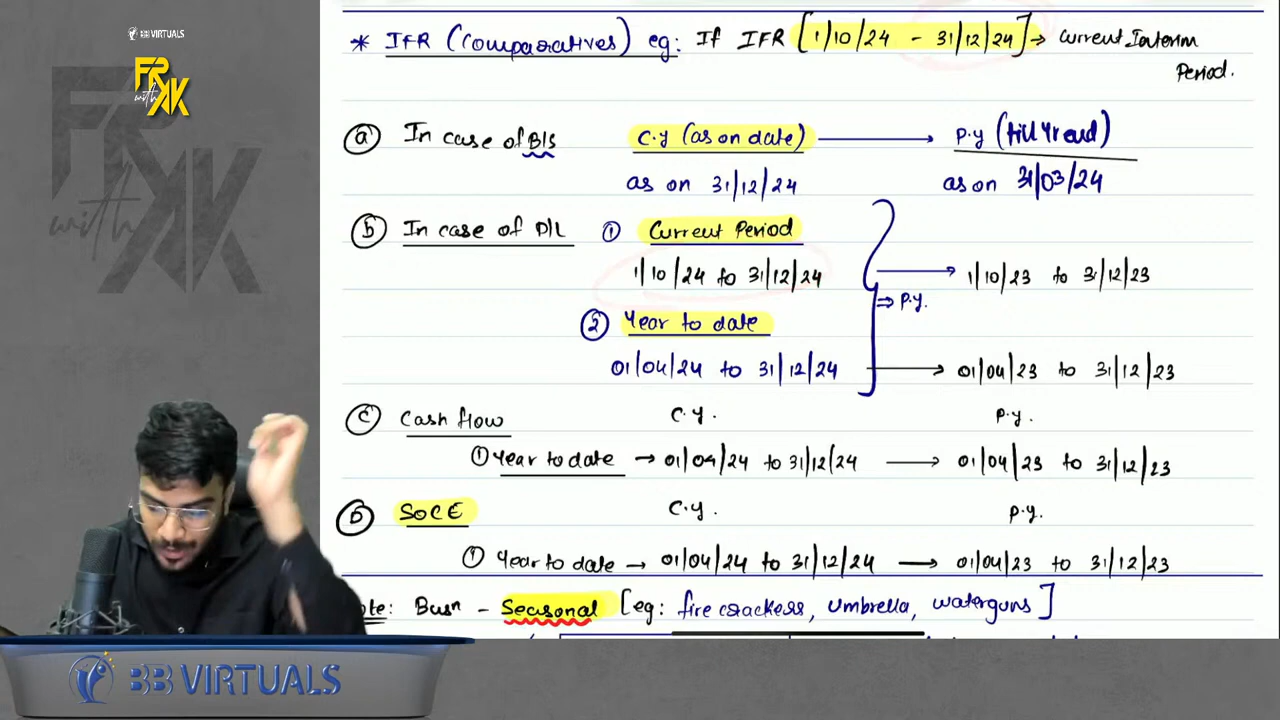 BB VIRTUALS
FR
with
AK
* IFR (Comparatives) eg: If IFR [1/10/24 - 31/12/24] → Current Interim Period.
(a) In case of B/S C.y (as on date) → P.y (till Yr end)
as on 31/12/24 as on 31/03/24
(b) In case of P/L ① Current Period
1/10/24 to 31/12/24 → 1/10/23 to 31/12/23
⇒ P.y.
② Year to date
01/04/24 to 31/12/24 → 01/04/23 to 31/12/23
(c) Cash flow C.y. P.y.
① Year to date → 01/04/24 to 31/12/24 → 01/04/23 to 31/12/23
(D) SOCE C.y. P.y.
① Year to date → 01/04/24 to 31/12/24 → 01/04/23 to 31/12/23
Note: Busn - Seasonal [eg: fire crackers, umbrella, waterguns]
BB VIRTUALS